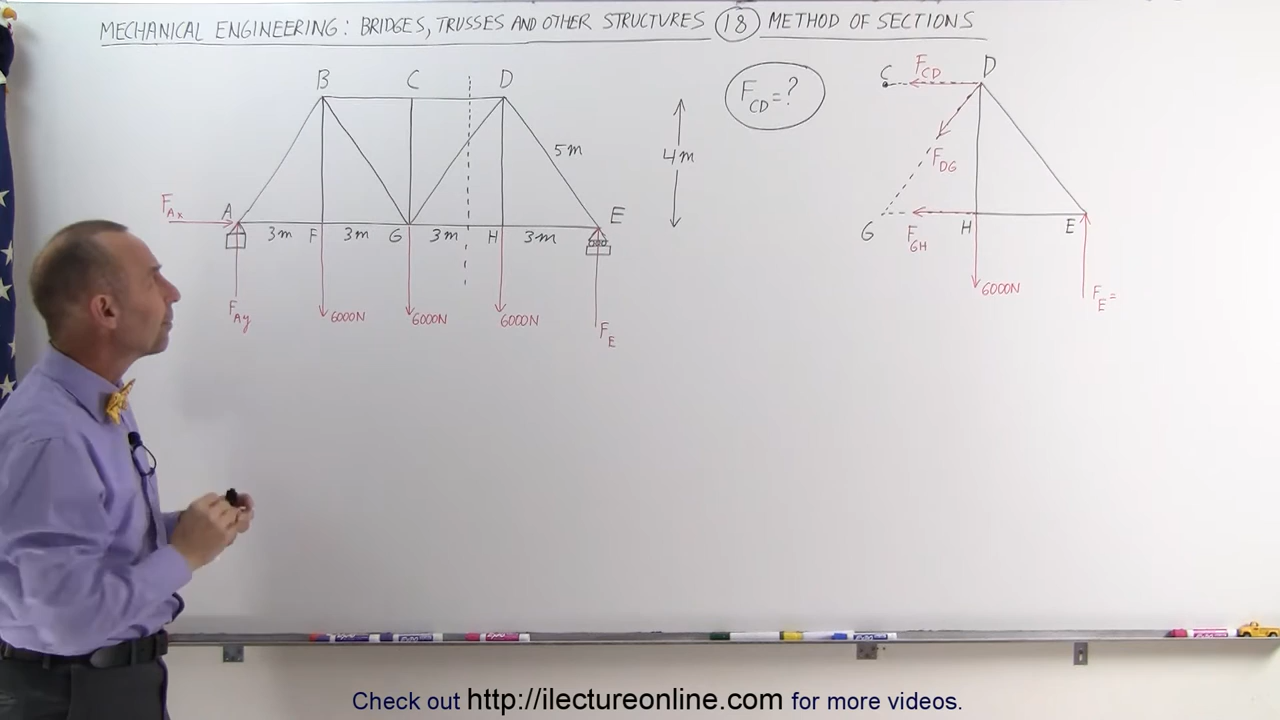 MECHANICAL ENGINEERING: BRIDGES, TRUSSES AND OTHER STRUCTURES 18 METHOD OF SECTIONS
B C D
F_CD = ?
C F_CD D
5m
4m
F_DG
F_Ax A 3m F 3m G 3m H 3m E
G F_GH H E
F_Ay 6000N 6000N 6000N F_E
6000N F_E =
Check out http://ilectureonline.com for more videos.